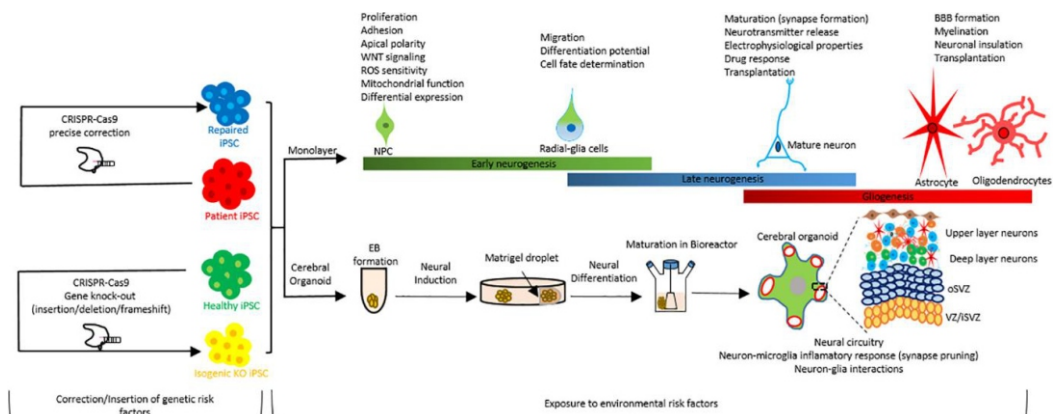 CRISPR-Cas9
precise correction
Repaired
iPSC
Patient iPSC
CRISPR-Cas9
Gene knock-out
(insertion/deletion/frameshift)
Healthy iPSC
Isogenic KO iPSC
Correction/Insertion of genetic risk
factors
Monolayer
Proliferation
Adhesion
Apical polarity
WNT signaling
ROS sensitivity
Mitochondrial function
Differential expression
NPC
Migration
Differentiation potential
Cell fate determination
Radial-glia cells
Maturation (synapse formation)
Neurotransmitter release
Electrophysiological properties
Drug response
Transplantation
Mature neuron
BBB formation
Myelination
Neuronal insulation
Transplantation
Astrocyte
Oligodendrocytes
Early neurogenesis
Late neurogenesis
Gliogenesis
Cerebral
Organoid
EB
formation
Neural
Induction
Matrigel droplet
Neural
Differentiation
Maturation in Bioreactor
Cerebral organoid
Upper layer neurons
Deep layer neurons
oSVZ
VZ/iSVZ
Neural circuitry
Neuron-microglia inflamatory response (synapse pruning)
Neuron-glia interactions
Exposure to environmental risk factors